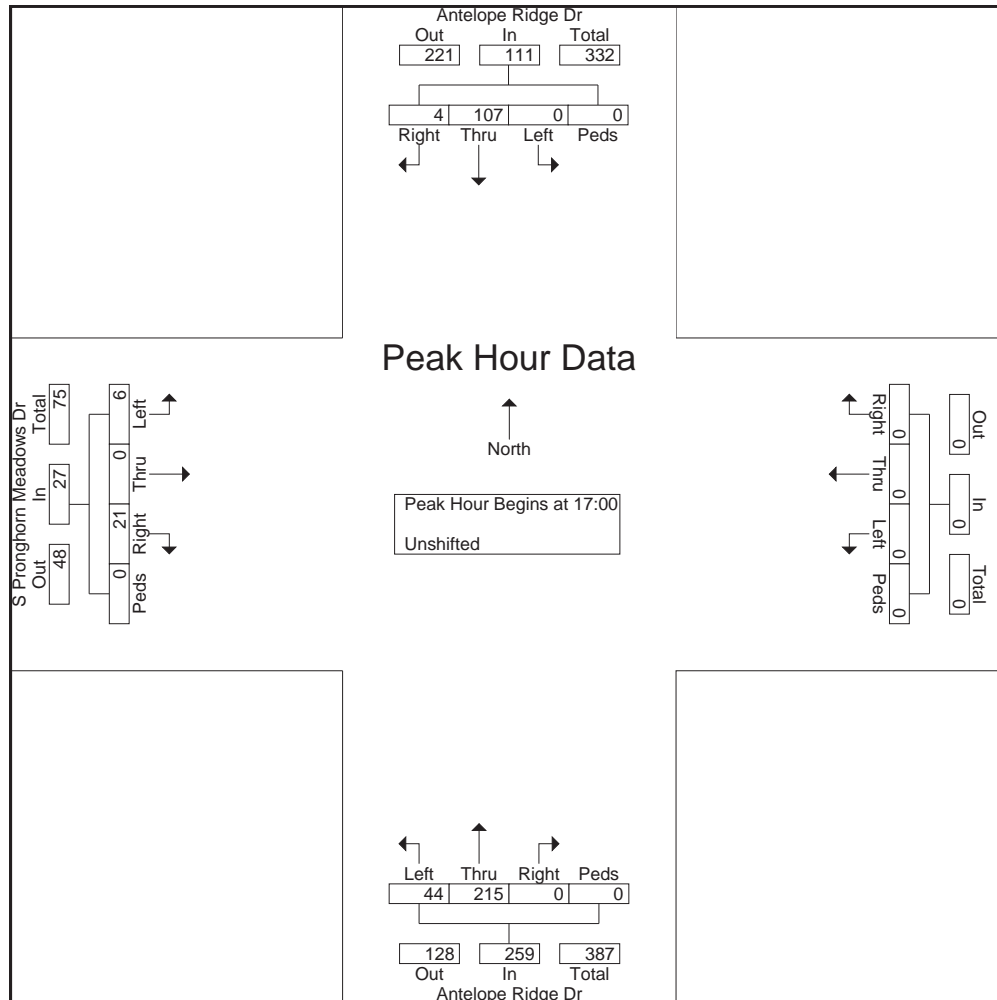 Antelope Ridge Dr
Out In Total
221 111 332
4 107 0 0
Right Thru Left Peds
Peak Hour Data
North
Peak Hour Begins at 17:00
Unshifted
S Pronghorn Meadows Dr
Out In Total
48 27 75
0 21 0 6
Peds Right Thru Left
Out In Total
0 0 0
0 0 0 0
Right Thru Left Peds
Left Thru Right Peds
44 215 0 0
128 259 387
Out In Total
Antelope Ridge Dr